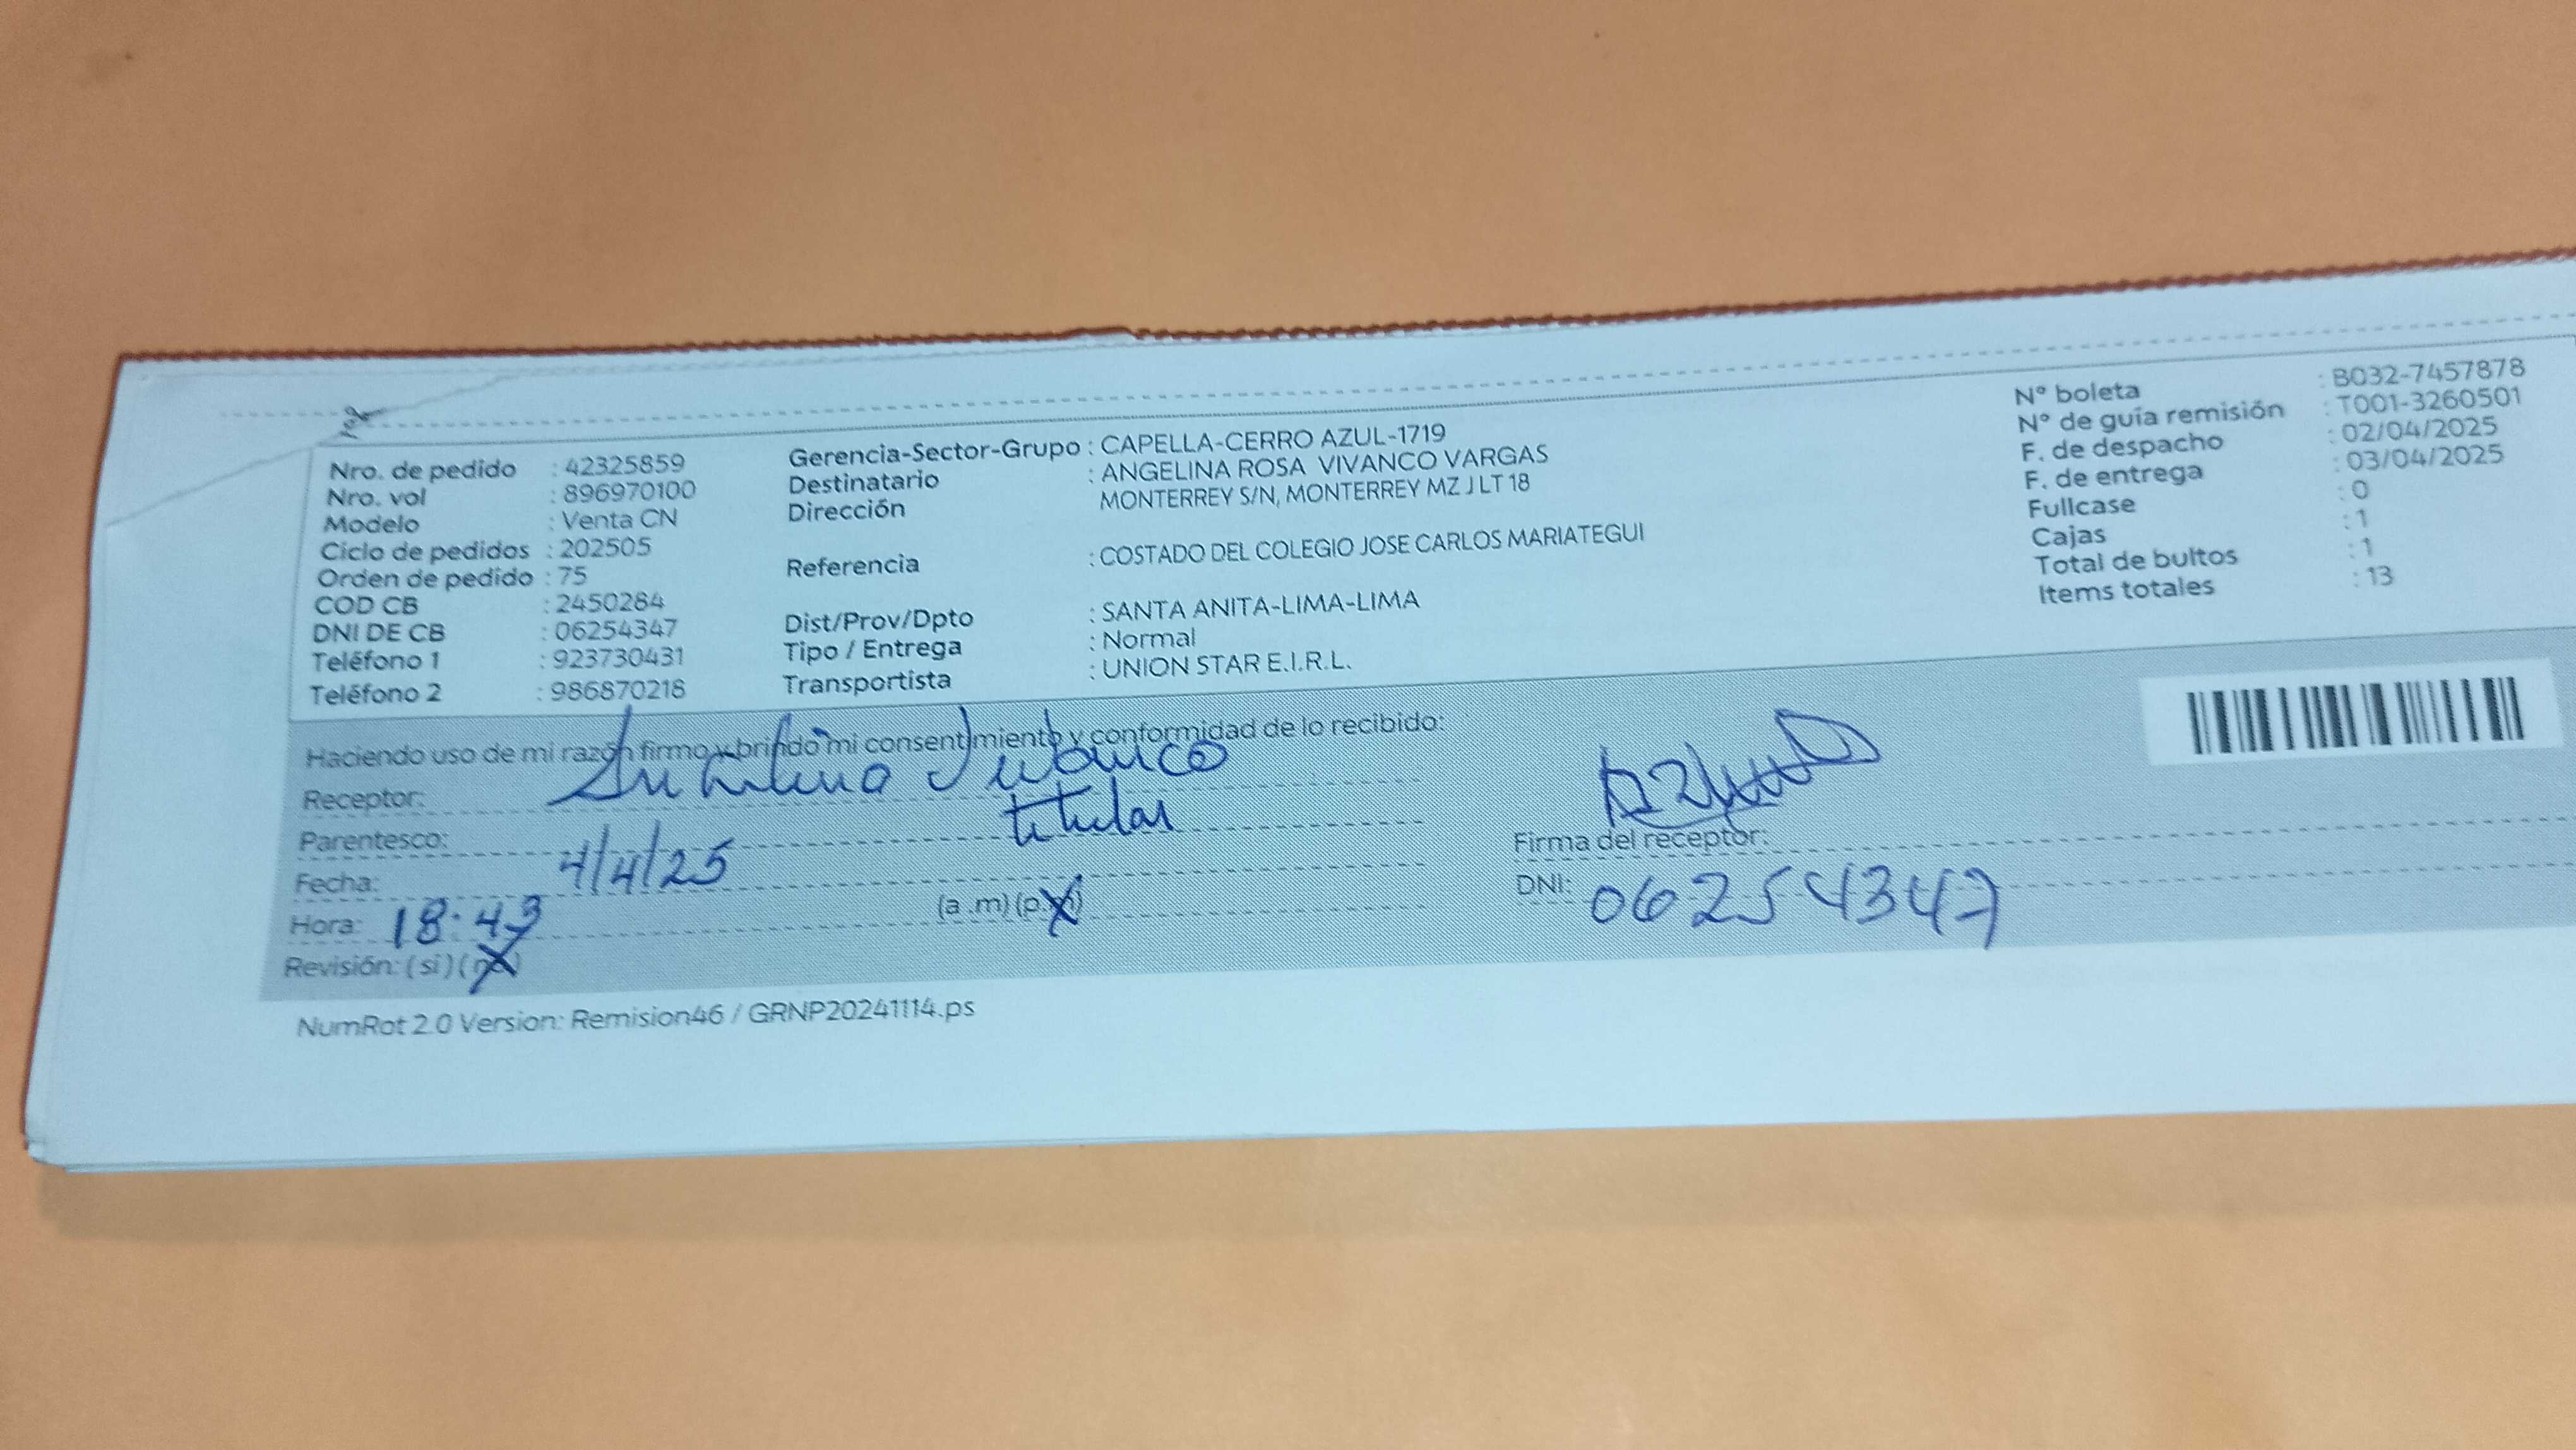 Nro. de pedido : 42325859
Nro. vol : 896970100
Modelo : Venta CN
Ciclo de pedidos : 202505
Orden de pedido : 75
COD CB : 2450284
DNI DE CB : 06254347
Teléfono 1 : 923730431
Teléfono 2 : 986870218
Gerencia-Sector-Grupo : CAPELLA-CERRO AZUL-1719
Destinatario : ANGELINA ROSA VIVANCO VARGAS
Dirección MONTERREY S/N, MONTERREY MZ J LT 18
Referencia : COSTADO DEL COLEGIO JOSE CARLOS MARIATEGUI
Dist/Prov/Dpto : SANTA ANITA-LIMA-LIMA
Tipo / Entrega : Normal
Transportista : UNION STAR E.I.R.L.
N° boleta : B032-7457878
N° de guía remisión : T001-3260501
F. de despacho : 02/04/2025
F. de entrega : 03/04/2025
Fullcase : 0
Cajas : 1
Total de bultos : 1
Items totales : 13
Haciendo uso de mi razón firmo y brindo mi consentimiento y conformidad de lo recibido:
Receptor:
Parentesco: titular
Fecha: 4/4/25
Hora: 18:43 (a.m) (p.m)
Revisión: (si) (no)
Firma del receptor:
DNI: 06254347
NumRot 2.0 Version: Remision46 / GRNP20241114.ps